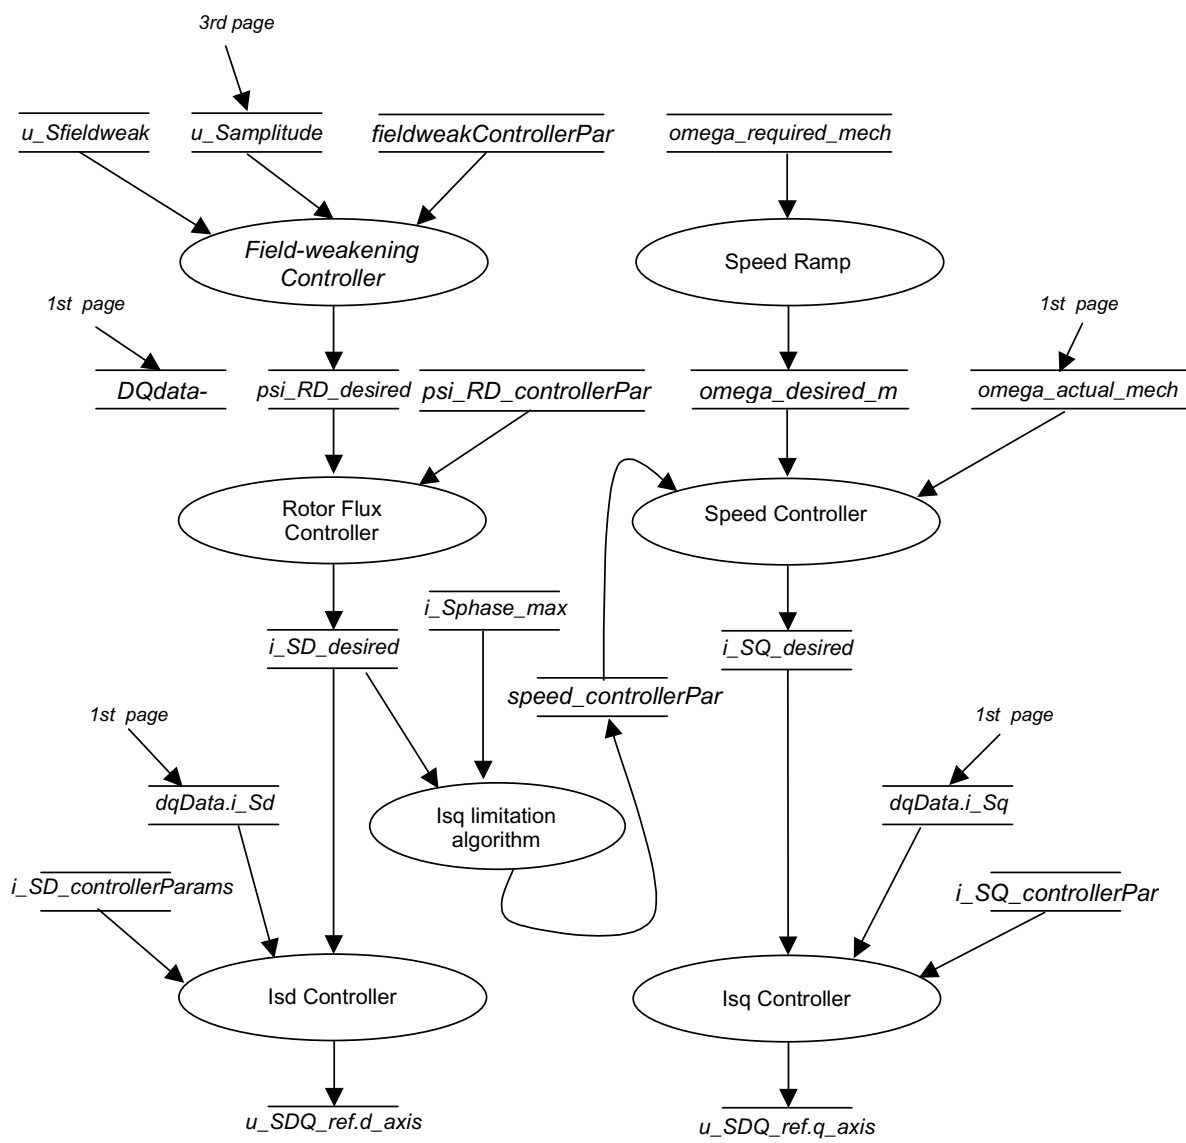 3rd page
u_Sfieldweak
u_Samplitude
fieldweakControllerPar
omega_required_mech
Field-weakening
Controller
Speed Ramp
1st page
1st page
DQdata-
psi_RD_desired
psi_RD_controllerPar
omega_desired_m
omega_actual_mech
Rotor Flux
Controller
Speed Controller
i_Sphase_max
i_SD_desired
i_SQ_desired
speed_controllerPar
1st page
1st page
dqData.i_Sd
dqData.i_Sq
Isq limitation
algorithm
i_SD_controllerParams
i_SQ_controllerPar
Isd Controller
Isq Controller
u_SDQ_ref.d_axis
u_SDQ_ref.q_axis